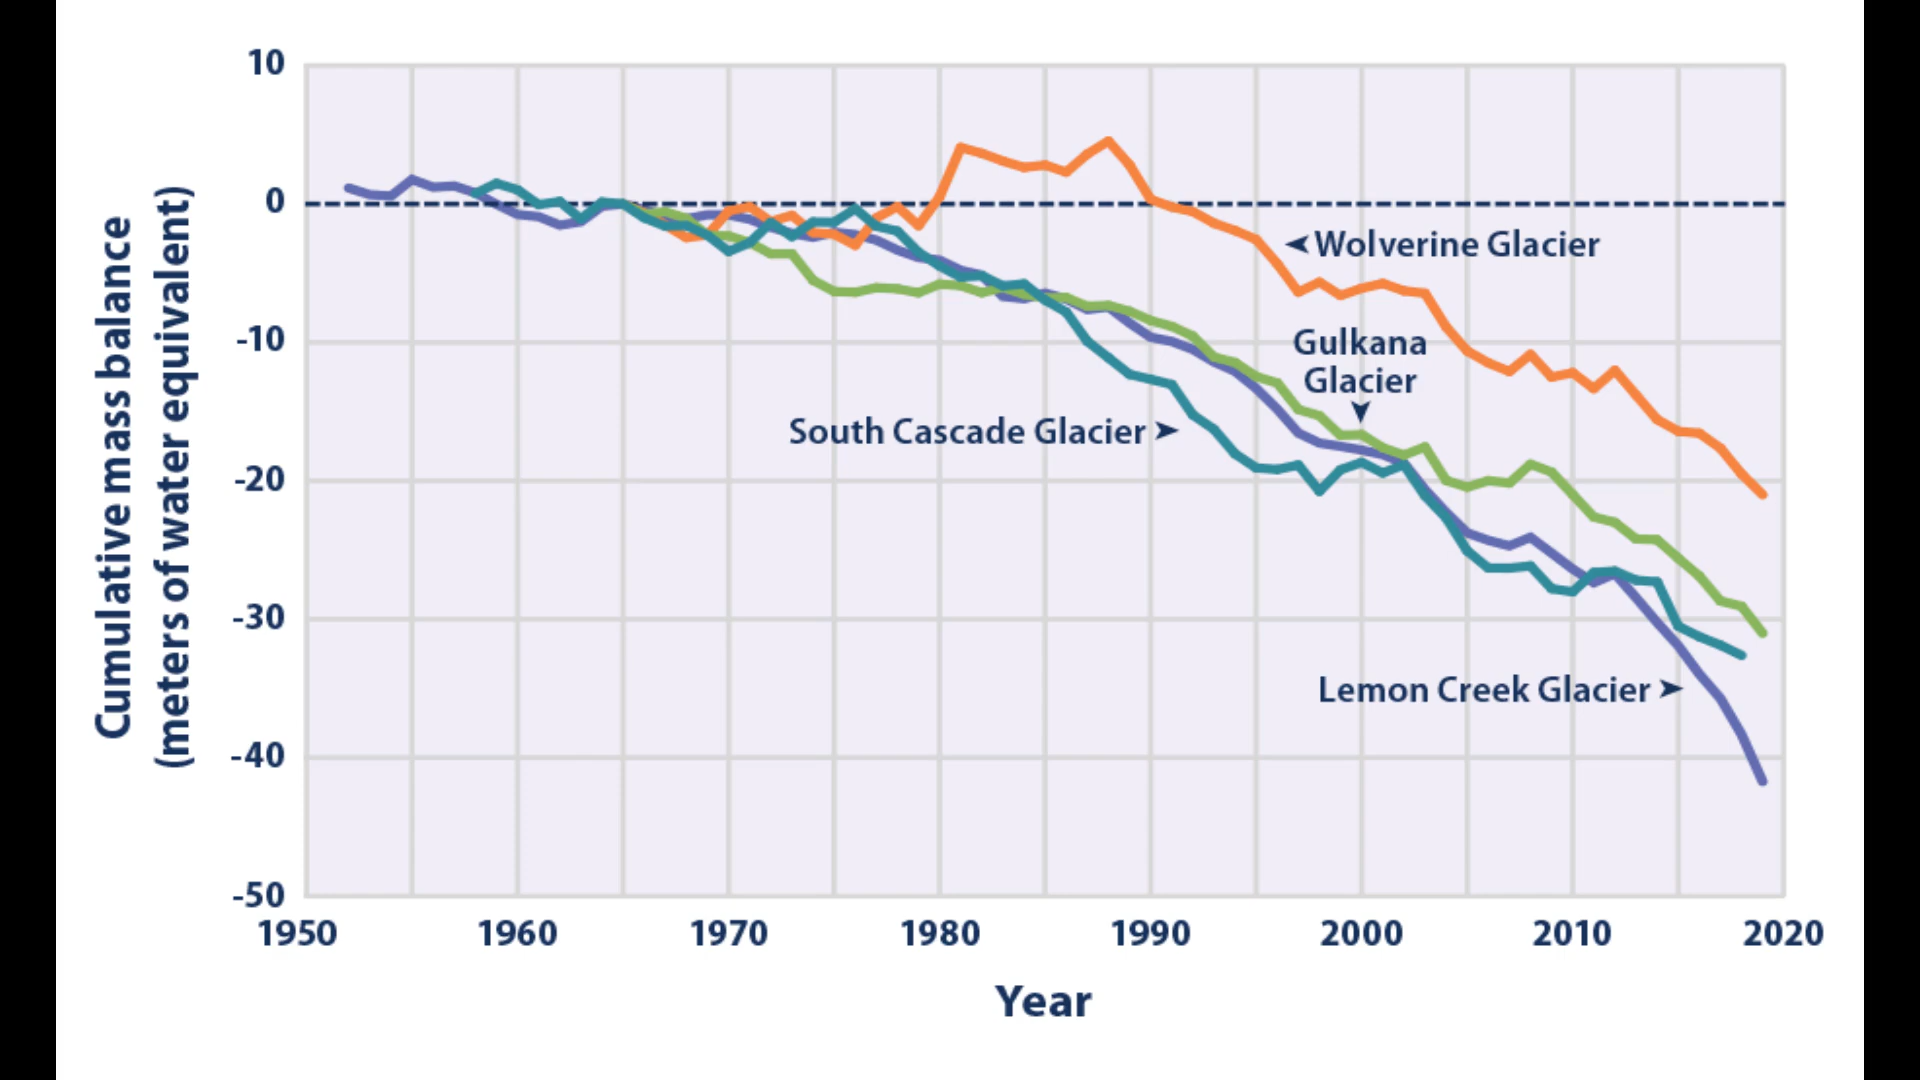 Cumulative mass balance
(meters of water equivalent)
10
0
-10
-20
-30
-40
-50
Wolverine Glacier
Gulkana
Glacier
South Cascade Glacier
Lemon Creek Glacier
1950 1960 1970 1980 1990 2000 2010 2020
Year